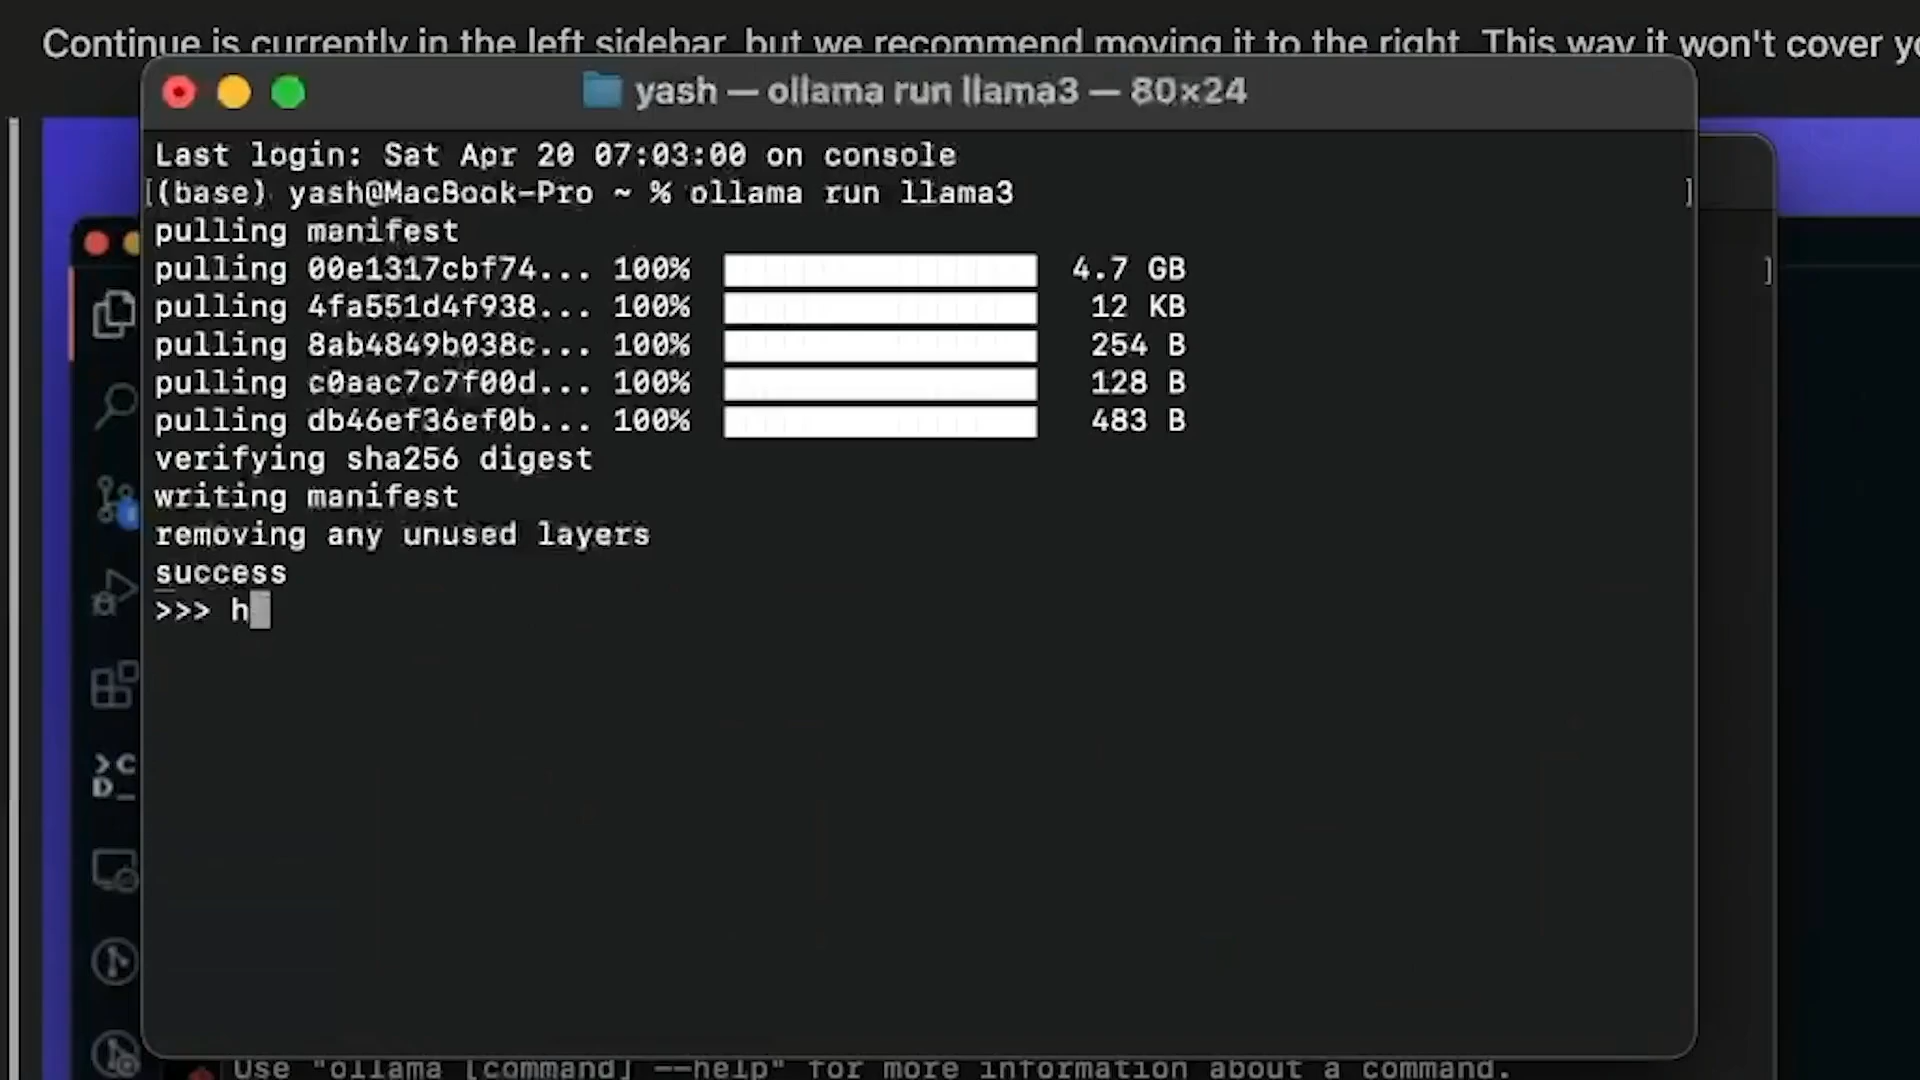 Continue is currently in the left sidebar, but we recommend moving it to the right. This way it won't cover
yash — ollama run llama3 — 80×24
Last login: Sat Apr 20 07:03:00 on console
[(base) yash@MacBook-Pro ~ % ollama run llama3 ]
pulling manifest
pulling 00e1317cbf74... 100% 4.7 GB
pulling 4fa551d4f938... 100% 12 KB
pulling 8ab4849b038c... 100% 254 B
pulling c0aac7c7f00d... 100% 128 B
pulling db46ef36ef0b... 100% 483 B
verifying sha256 digest
writing manifest
removing any unused layers
success
>>> h
Use "ollama [command] --help" for more information about a command.